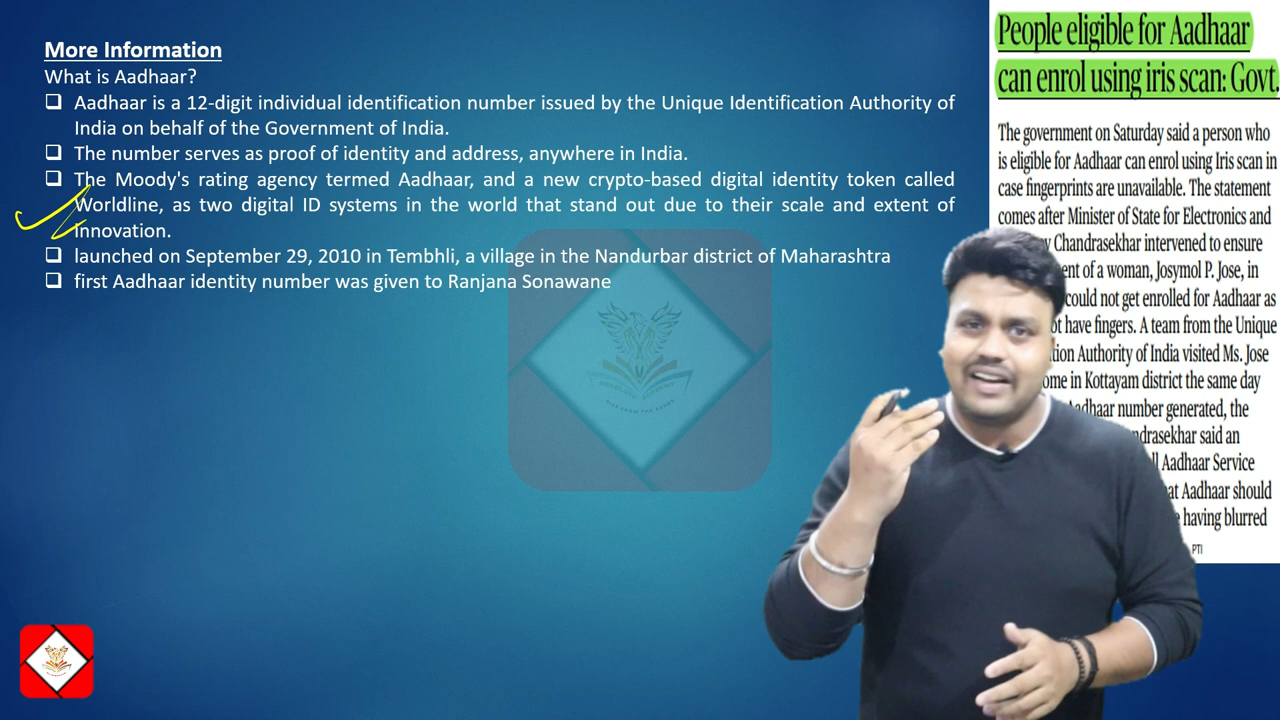 More Information
What is Aadhaar?
Aadhaar is a 12-digit individual identification number issued by the Unique Identification Authority of
India on behalf of the Government of India.
The number serves as proof of identity and address, anywhere in India.
The Moody's rating agency termed Aadhaar, and a new crypto-based digital identity token called
Worldline, as two digital ID systems in the world that stand out due to their scale and extent of
innovation.
launched on September 29, 2010 in Tembhli, a village in the Nandurbar district of Maharashtra
first Aadhaar identity number was given to Ranjana Sonawane
People eligible for Aadhaar
can enrol using iris scan: Govt.
The government on Saturday said a person who
is eligible for Aadhaar can enrol using Iris scan in
case fingerprints are unavailable. The statement
comes after Minister of State for Electronics and
Chandrasekhar intervened to ensure
of a woman, Josymol P. Jose, in
could not get enrolled for Aadhaar as
have fingers. A team from the Unique
Authority of India visited Ms. Jose
in Kottayam district the same day
Aadhaar number generated, the
said an
Aadhaar Service
Aadhaar should
having blurred
PTI